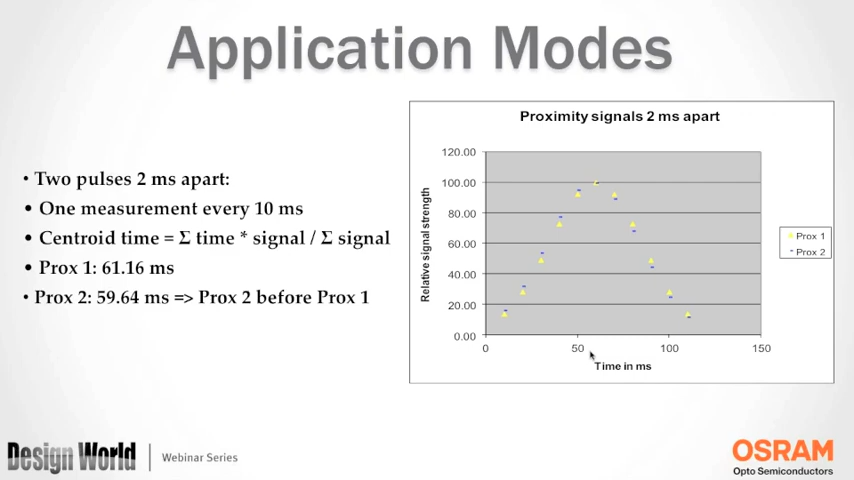 Application Modes
• Two pulses 2 ms apart:
• One measurement every 10 ms
• Centroid time = Σ time * signal / Σ signal
• Prox 1: 61.16 ms
• Prox 2: 59.64 ms => Prox 2 before Prox 1
Proximity signals 2 ms apart
Relative signal strength
120.00
100.00
80.00
60.00
40.00
20.00
0.00
0 50 100 150
Time in ms
Prox 1
Prox 2
Design World
Webinar Series
OSRAM
Opto Semiconductors